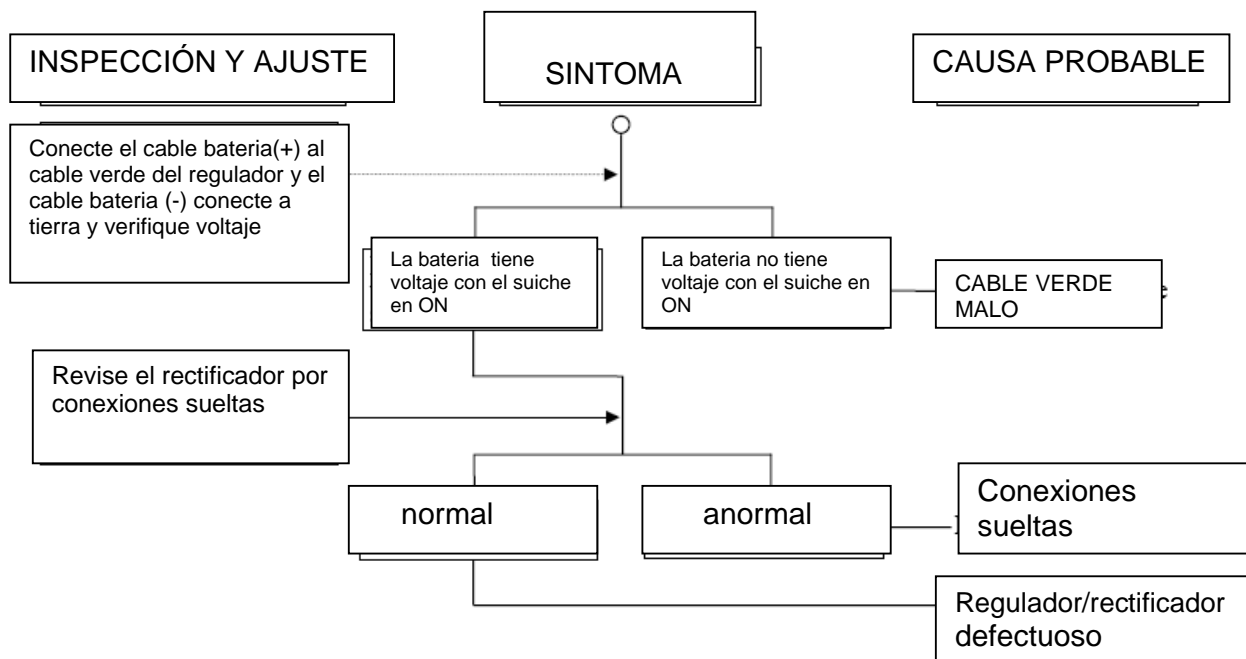 INSPECCIÓN Y AJUSTE
SINTOMA
CAUSA PROBABLE
Conecte el cable bateria(+) al
cable verde del regulador y el
cable bateria (-) conecte a
tierra y verifique voltaje
La bateria tiene
voltaje con el suiche
en ON
La bateria no tiene
voltaje con el suiche en
ON
CABLE VERDE
MALO
Revise el rectificador por
conexiones sueltas
normal
anormal
Conexiones
sueltas
Regulador/rectificador
defectuoso